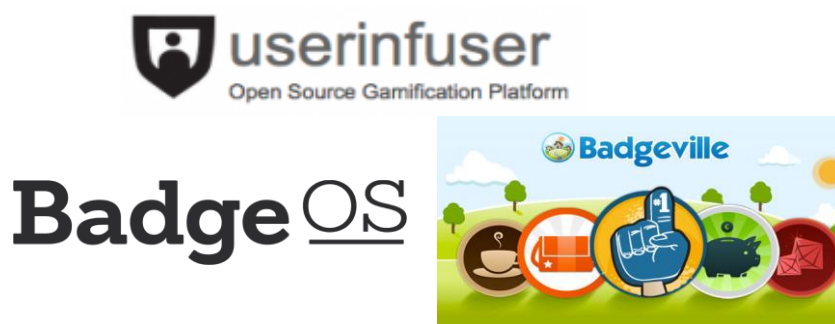 userinfuser
Open Source Gamification Platform
Badgeville
Badge OS
#1